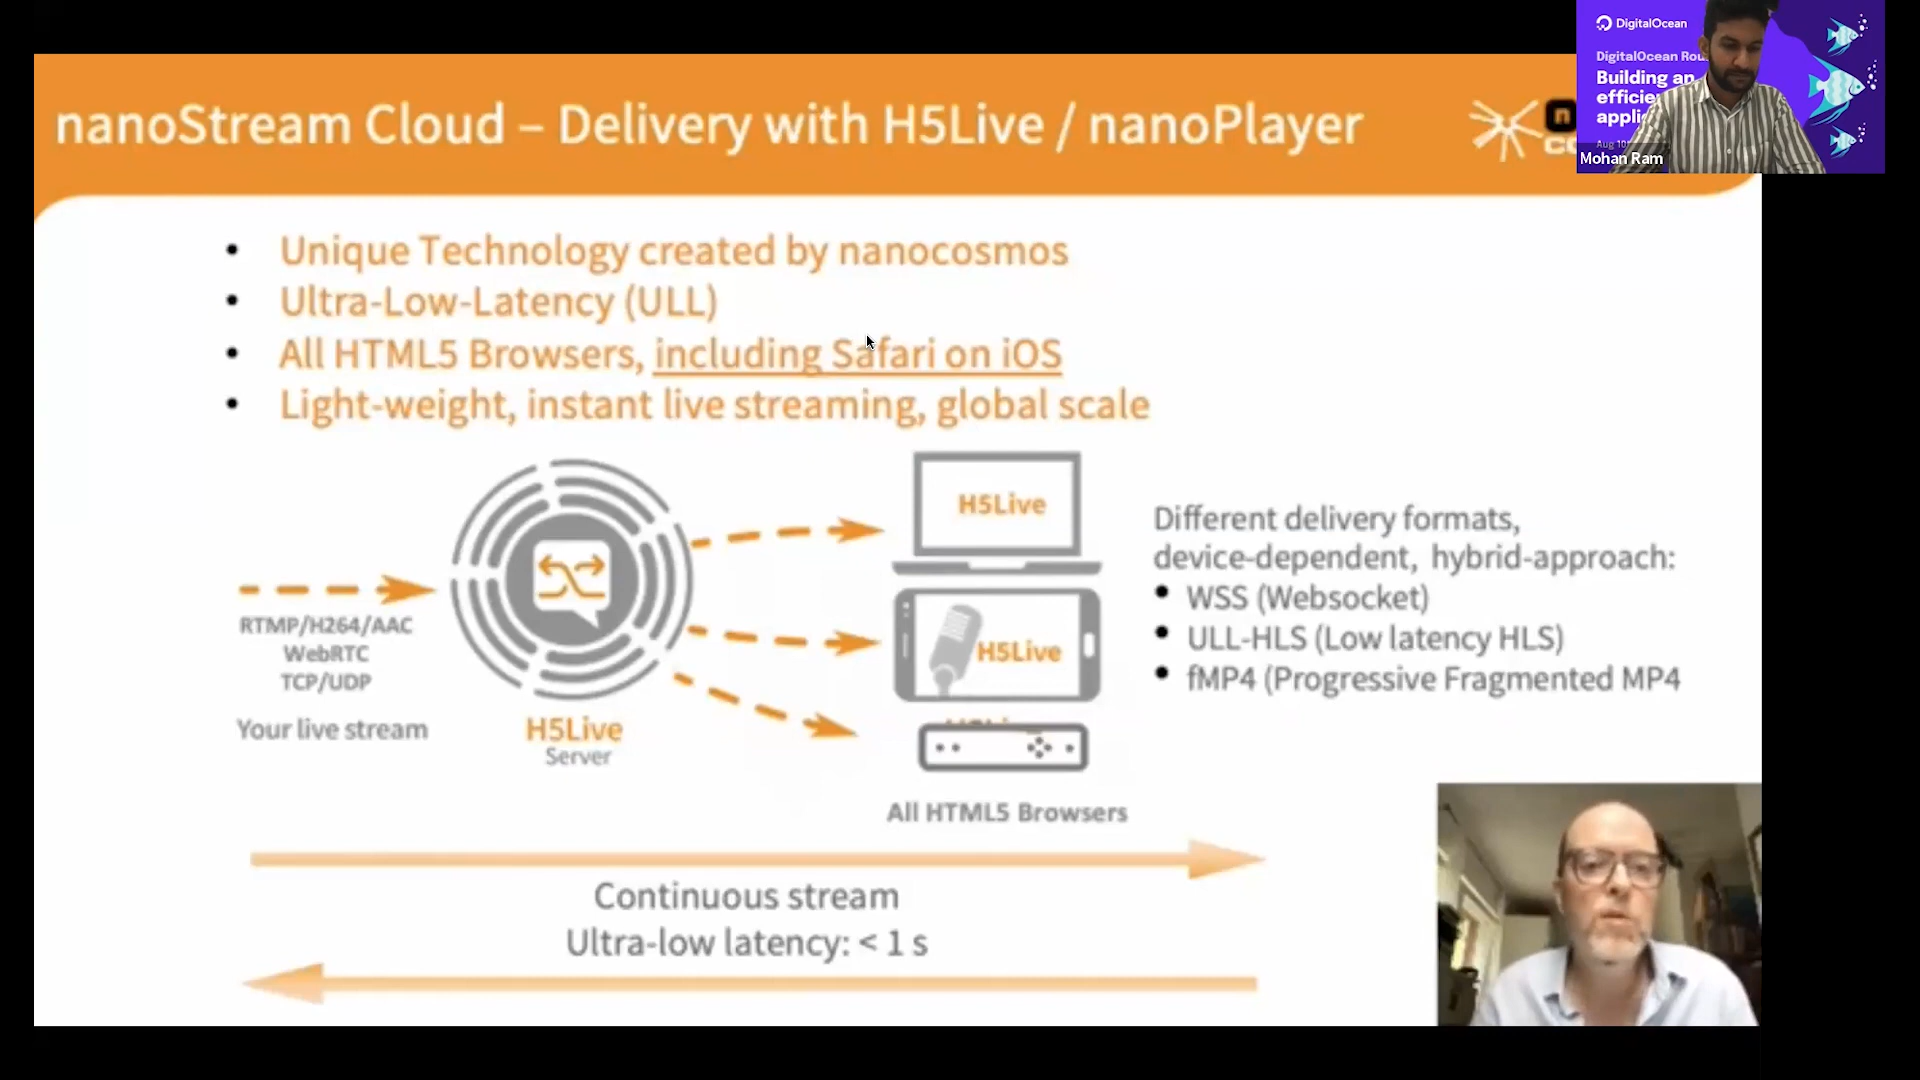 DigitalOcean
DigitalOcean
Building an
Aug
Mohan Ram
nanoStream Cloud – Delivery with H5Live / nanoPlayer
n
• Unique Technology created by nanocosmos
• Ultra-Low-Latency (ULL)
• All HTML5 Browsers, including Safari on iOS
• Light-weight, instant live streaming, global scale
RTMP/H264/AAC
WebRTC
TCP/UDP
Your live stream
H5Live
Server
H5Live
H5Live
All HTML5 Browsers
Different delivery formats,
device-dependent, hybrid-approach:
• WSS (Websocket)
• ULL-HLS (Low latency HLS)
• fMP4 (Progressive Fragmented MP4
Continuous stream
Ultra-low latency: < 1 s